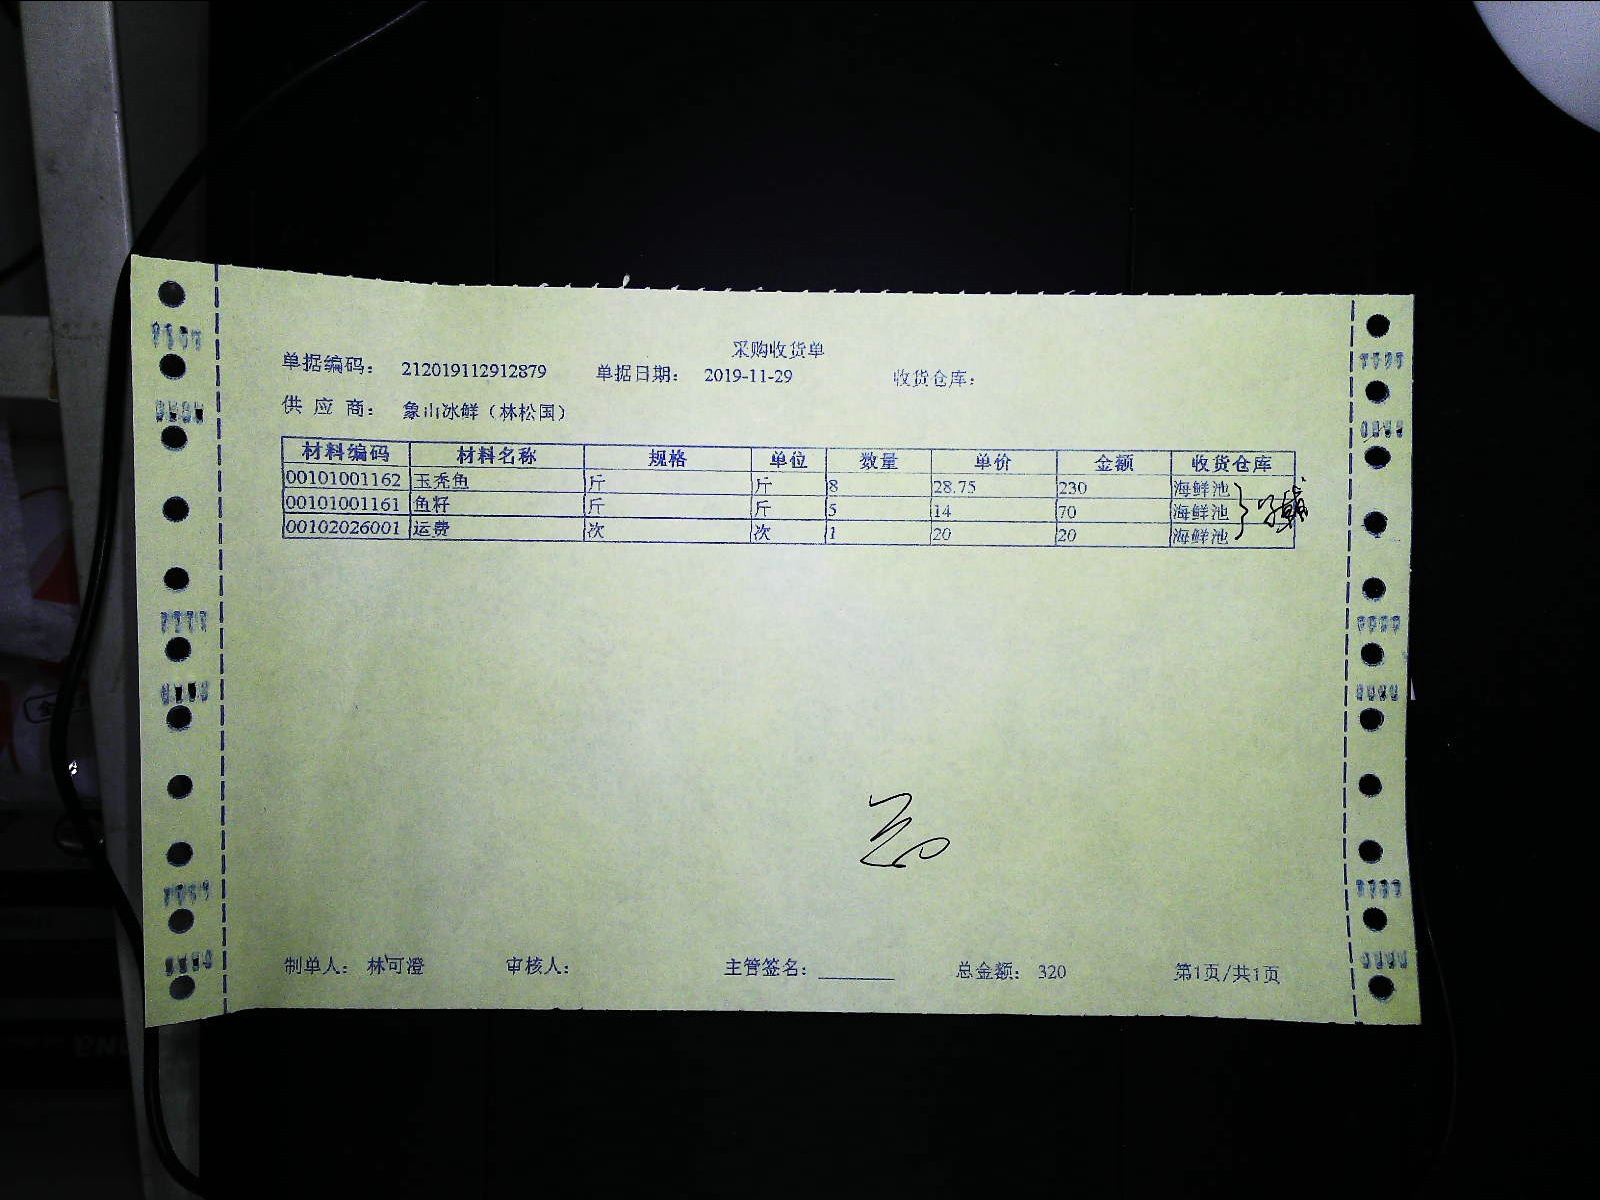 采购收货单
单据编码： 212019112912879 单据日期： 2019-11-29 收货仓库：
供 应 商： 象山冰鲜（林松国）
材料编码 材料名称 规格 单位 数量 单价 金额 收货仓库
00101001162 玉秃鱼 斤 斤 8 28.75 230 海鲜池
00101001161 鱼籽 斤 斤 5 14 70 海鲜池
00102026001 运费 次 次 1 20 20 海鲜池
制单人： 林可澄 审核人： 主管签名： 总金额： 320 第1页/共1页